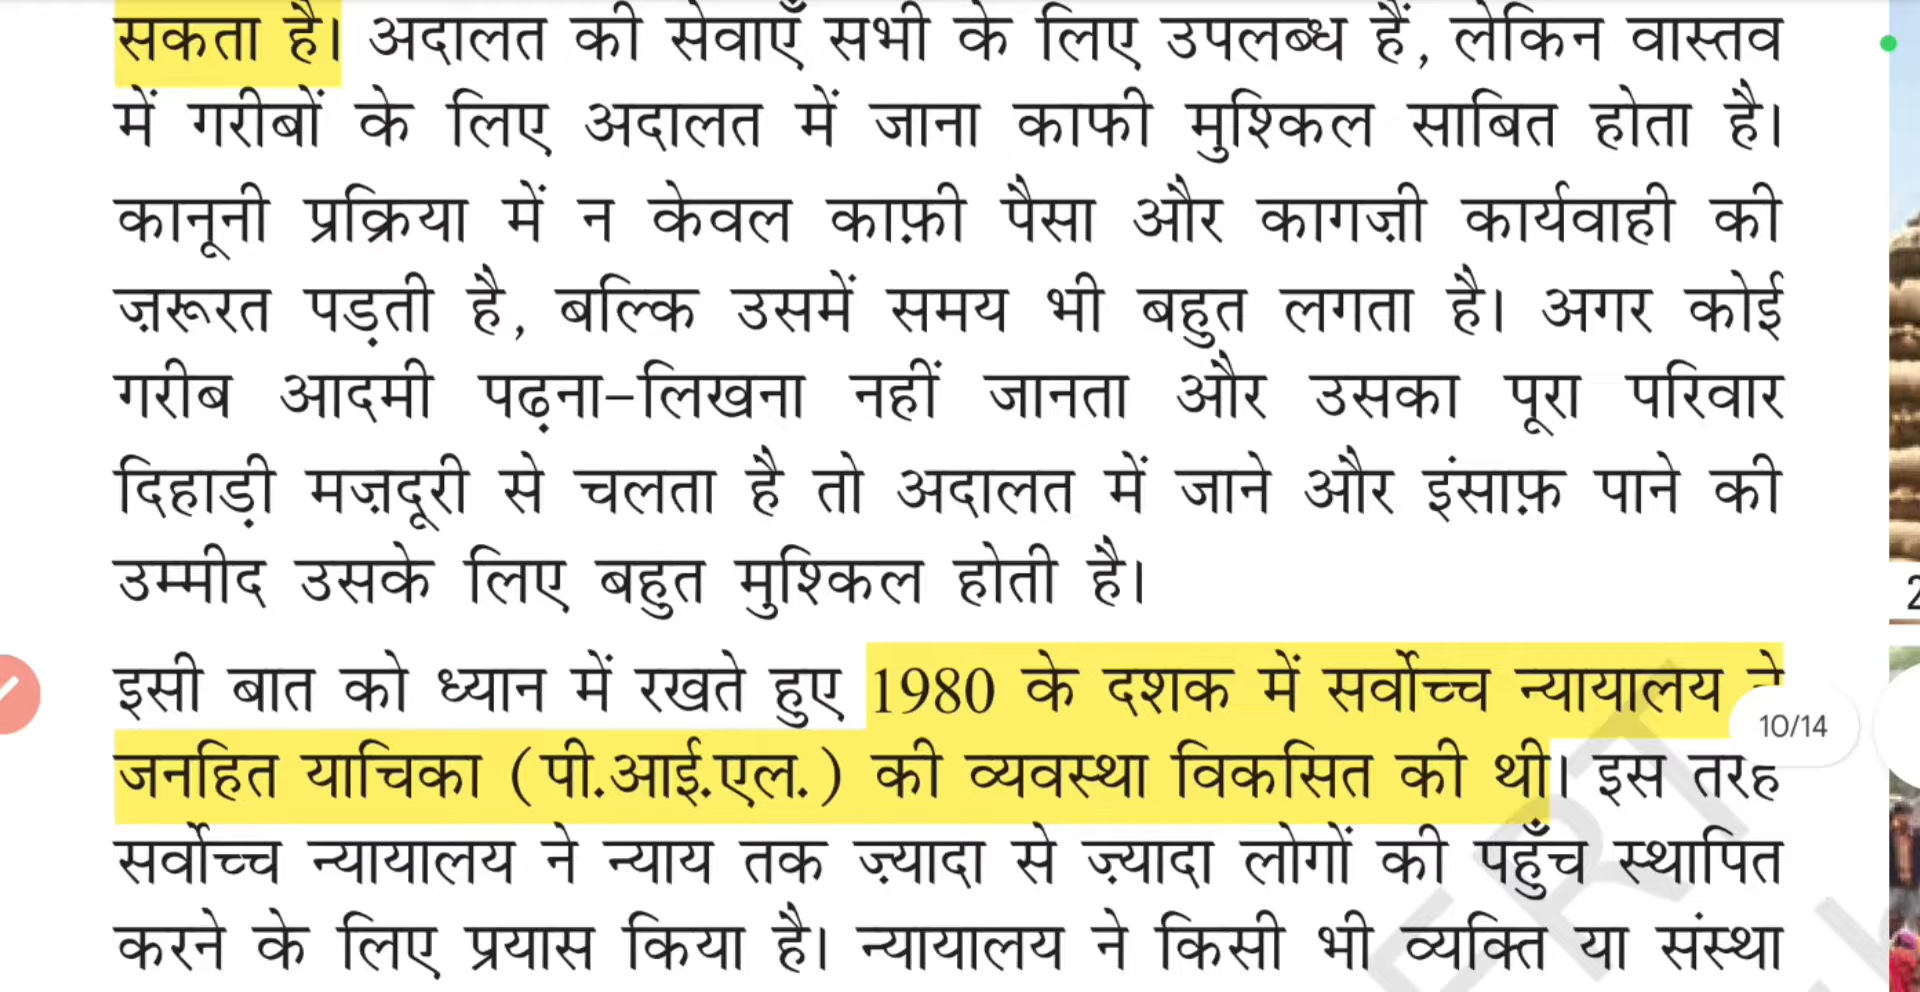 सकता है। अदालत की सेवाएँ सभी के लिए उपलब्ध हैं, लेकिन वास्तव
में गरीबों के लिए अदालत में जाना काफी मुश्किल साबित होता है।
कानूनी प्रक्रिया में न केवल काफ़ी पैसा और कागज़ी कार्यवाही की
ज़रूरत पड़ती है, बल्कि उसमें समय भी बहुत लगता है। अगर कोई
गरीब आदमी पढ़ना-लिखना नहीं जानता और उसका पूरा परिवार
दिहाड़ी मज़दूरी से चलता है तो अदालत में जाने और इंसाफ़ पाने की
उम्मीद उसके लिए बहुत मुश्किल होती है।
इसी बात को ध्यान में रखते हुए 1980 के दशक में सर्वोच्च न्यायालय ने
10/14
जनहित याचिका (पी.आई.एल.) की व्यवस्था विकसित की थी। इस तरह
सर्वोच्च न्यायालय ने न्याय तक ज़्यादा से ज़्यादा लोगों की पहुँच स्थापित
करने के लिए प्रयास किया है। न्यायालय ने किसी भी व्यक्ति या संस्था